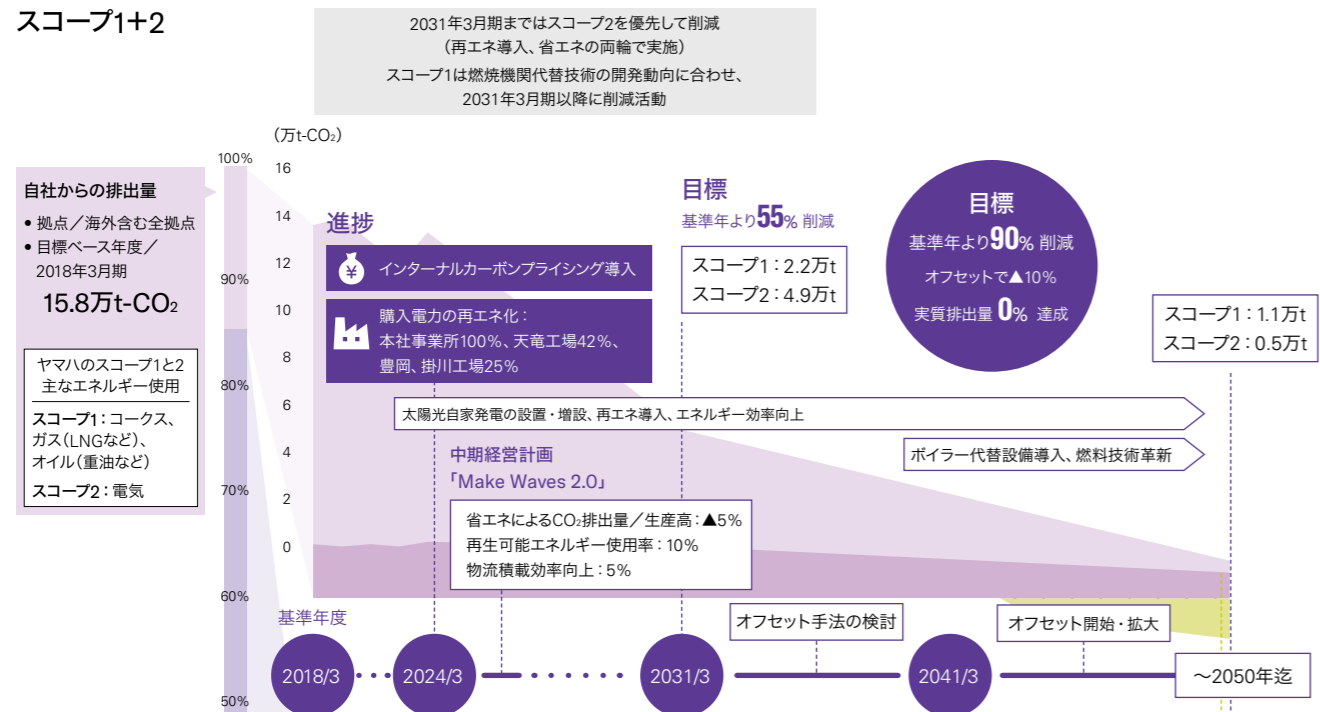 スコープ1+2
2031年3月期まではスコープ2を優先して削減
（再エネ導入、省エネの両輪で実施）
スコープ1は燃焼機関代替技術の開発動向に合わせ、
2031年3月期以降に削減活動
自社からの排出量
• 拠点／海外含む全拠点
• 目標ベース年度／
2018年3月期
15.8万t-CO₂
ヤマハのスコープ1と2
主なエネルギー使用
スコープ1：コークス、
ガス（LNGなど）、
オイル（重油など）
スコープ2：電気
100%
90%
80%
70%
60%
50%
（万t-CO₂）
16
14
12
10
8
6
4
2
0
進捗
インターナルカーボンプライシング導入
購入電力の再エネ化：
本社事業所100%、天竜工場42%、
豊岡、掛川工場25%
目標
基準年より55% 削減
スコープ1：2.2万t
スコープ2：4.9万t
目標
基準年より90% 削減
オフセットで▲10%
実質排出量 0% 達成
スコープ1：1.1万t
スコープ2：0.5万t
太陽光自家発電の設置・増設、再エネ導入、エネルギー効率向上
ボイラー代替設備導入、燃料技術革新
中期経営計画
「Make Waves 2.0」
省エネによるCO₂排出量／生産高：▲5%
再生可能エネルギー使用率：10%
物流積載効率向上：5%
オフセット手法の検討
オフセット開始・拡大
基準年度
2018/3
2024/3
2031/3
2041/3
～2050年迄